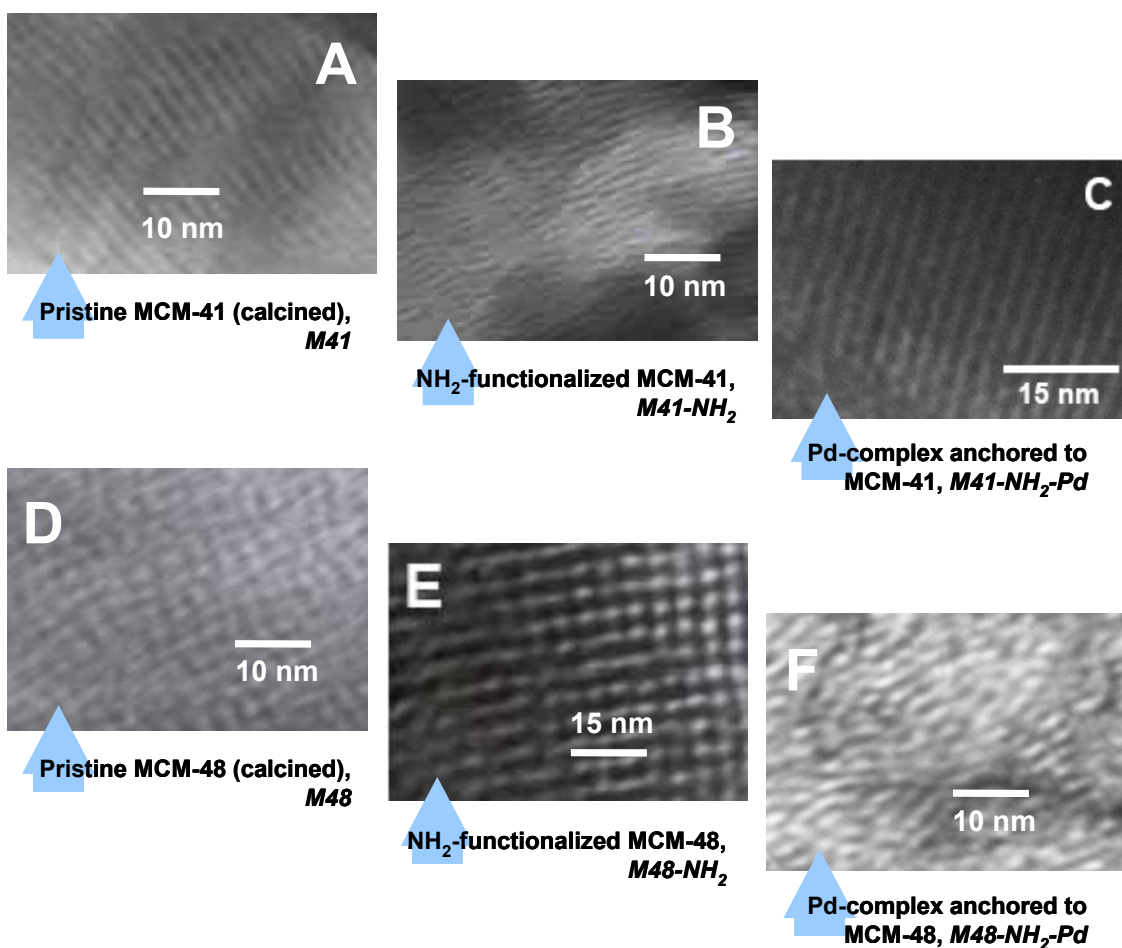 A
10 nm
Pristine MCM-41 (calcined),
M41
B
10 nm
NH₂-functionalized MCM-41,
M41-NH₂
C
15 nm
Pd-complex anchored to
MCM-41, M41-NH₂-Pd
D
10 nm
Pristine MCM-48 (calcined),
M48
E
15 nm
NH₂-functionalized MCM-48,
M48-NH₂
F
10 nm
Pd-complex anchored to
MCM-48, M48-NH₂-Pd